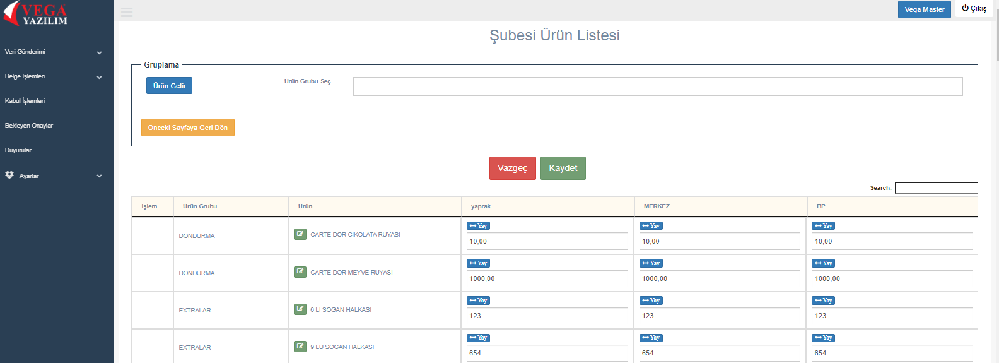 VEGA
YAZILIM
Vega Master
Çıkış
Veri Gönderimi
Belge İşlemleri
Kabul İşlemleri
Bekleyen Onaylar
Duyurular
Ayarlar
Şubesi Ürün Listesi
Gruplama
Ürün Getir
Ürün Grubu Seç
Önceki Sayfaya Geri Dön
Vazgeç
Kaydet
Search:
İşlem Ürün Grubu Ürün yaprak MERKEZ BP
Yay Yay Yay
DONDURMA CARTE DOR CIKOLATA RUYASI
10,00 10,00 10,00
Yay Yay Yay
DONDURMA CARTE DOR MEYVE RUYASI
1000,00 1000,00 1000,00
Yay Yay Yay
EXTRALAR 6 LI SOGAN HALKASI
123 123 123
Yay Yay Yay
EXTRALAR 9 LU SOGAN HALKASI
654 654 654